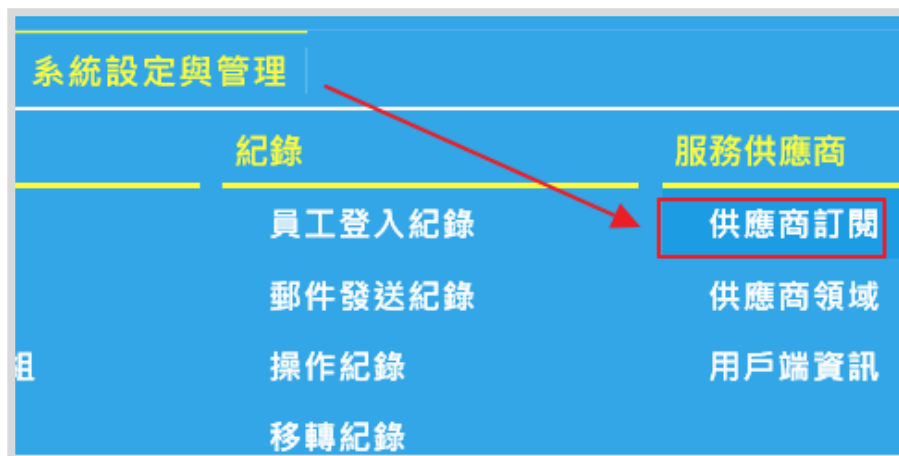 系統設定與管理
紀錄
服務供應商
員工登入紀錄
供應商訂閱
郵件發送紀錄
供應商領域
組
操作紀錄
用戶端資訊
移轉紀錄